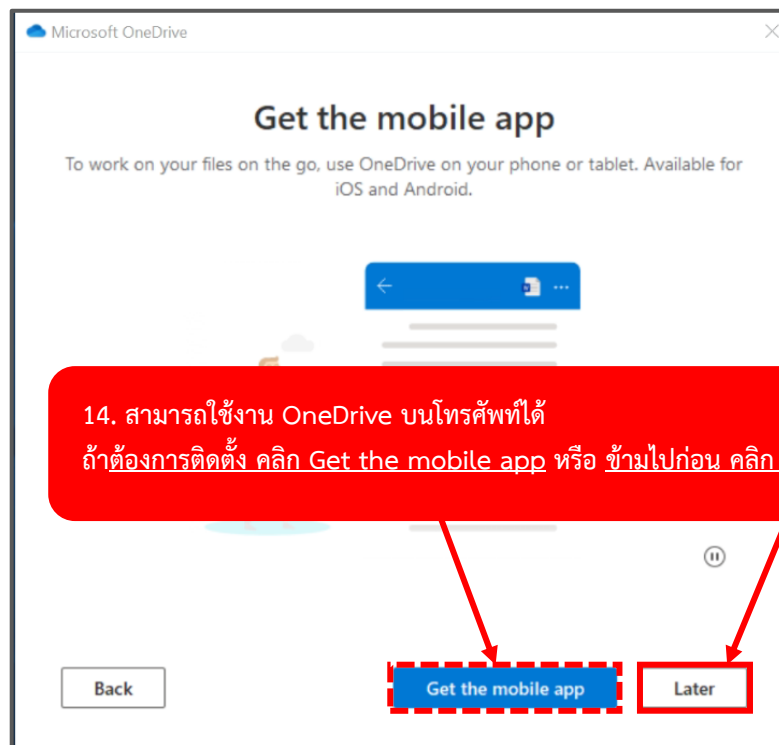 Microsoft OneDrive
Get the mobile app
To work on your files on the go, use OneDrive on your phone or tablet. Available for
iOS and Android.
14. สามารถใช้งาน OneDrive บนโทรศัพท์ได้
ถ้าต้องการติดตั้ง คลิก Get the mobile app หรือ ข้ามไปก่อน คลิก
Back
Get the mobile app
Later